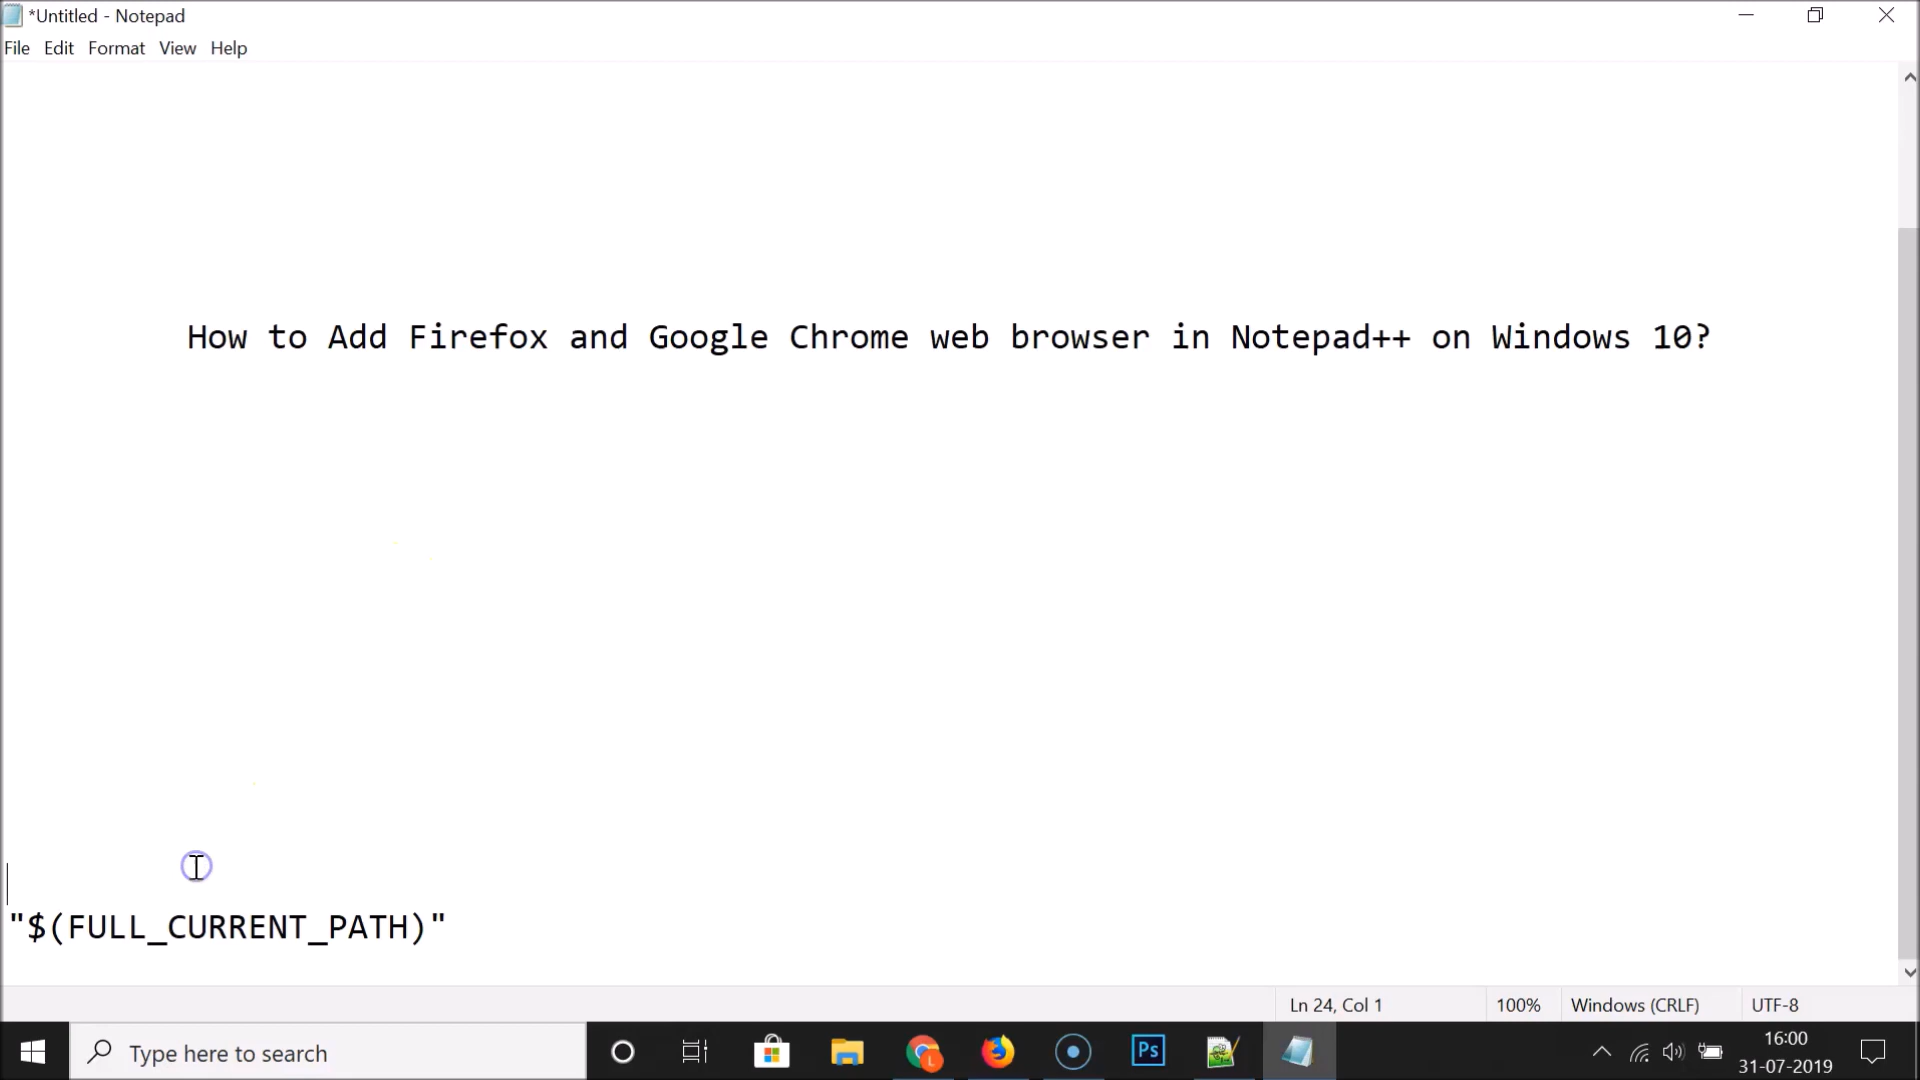 *Untitled - Notepad
File Edit Format View Help
How to Add Firefox and Google Chrome web browser in Notepad++ on Windows 10?
"$(FULL_CURRENT_PATH)"
Ln 24, Col 1 100% Windows (CRLF) UTF-8
Type here to search
L
Ps
16:00
31-07-2019